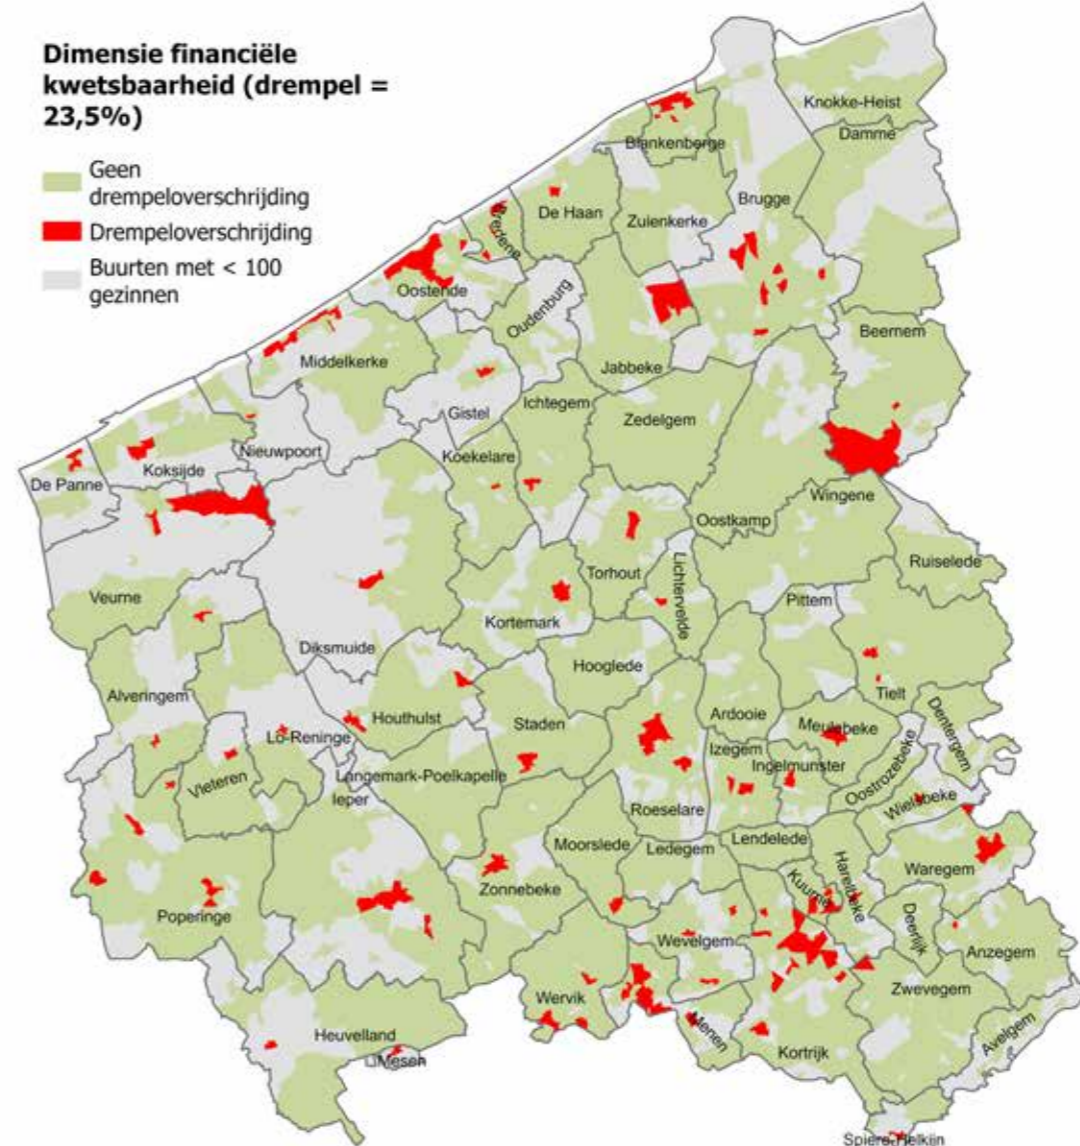 Dimensie financiële
kwetsbaarheid (drempel =
23,5%)
Geen
drempeloverschrijding
Drempeloverschrijding
Buurten met < 100
gezinnen
Knokke-Heist
Damme
Blankenberge
Brugge
De Haan
Zuienkerke
Bredene
Oostende
Oudenburg
Beernem
Middelkerke
Jabbeke
Ichtegem
Gistel
Zedelgem
Nieuwpoort
Koekelare
Koksijde
De Panne
Wingene
Oostkamp
Ruiselede
Torhout
Lichtervelde
Veurne
Pittem
Kortemark
Diksmuide
Hooglede
Alveringem
Tielt
Dentergem
Ardooie
Houthulst
Staden
Meulebeke
Lo-Reninge
Izegem
Ingelmunster
Oostrozebeke
Langemark-Poelkapelle
Vleteren
Ieper
Wielsbeke
Roeselare
Moorslede
Ledegem
Lendelede
Harelbeke
Waregem
Kuurne
Zonnebeke
Poperinge
Deerlijk
Wevelgem
Anzegem
Zwevegem
Wervik
Menen
Avelgem
Heuvelland
Kortrijk
Mesen
Spiere-Helkijn